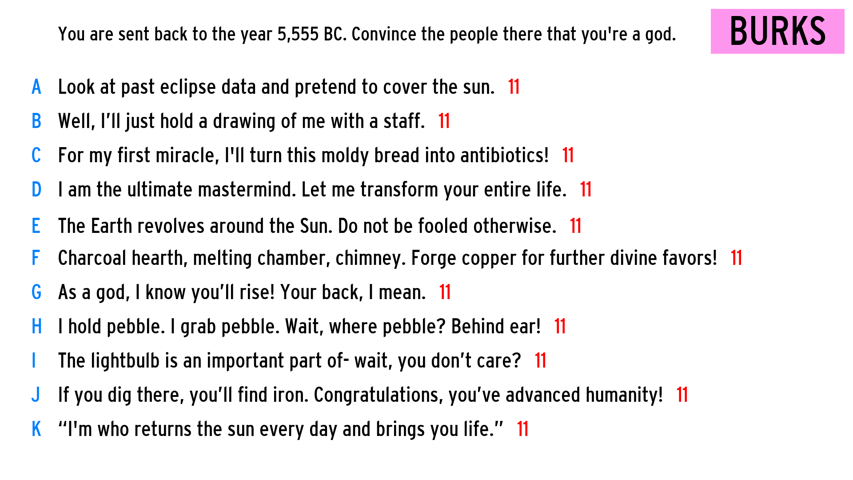 You are sent back to the year 5,555 BC. Convince the people there that you're a god.
BURKS
A Look at past eclipse data and pretend to cover the sun. 11
B Well, I’ll just hold a drawing of me with a staff. 11
C For my first miracle, I'll turn this moldy bread into antibiotics! 11
D I am the ultimate mastermind. Let me transform your entire life. 11
E The Earth revolves around the Sun. Do not be fooled otherwise. 11
F Charcoal hearth, melting chamber, chimney. Forge copper for further divine favors! 11
G As a god, I know you’ll rise! Your back, I mean. 11
H I hold pebble. I grab pebble. Wait, where pebble? Behind ear! 11
I The lightbulb is an important part of- wait, you don’t care? 11
J If you dig there, you’ll find iron. Congratulations, you’ve advanced humanity! 11
K “I'm who returns the sun every day and brings you life.” 11